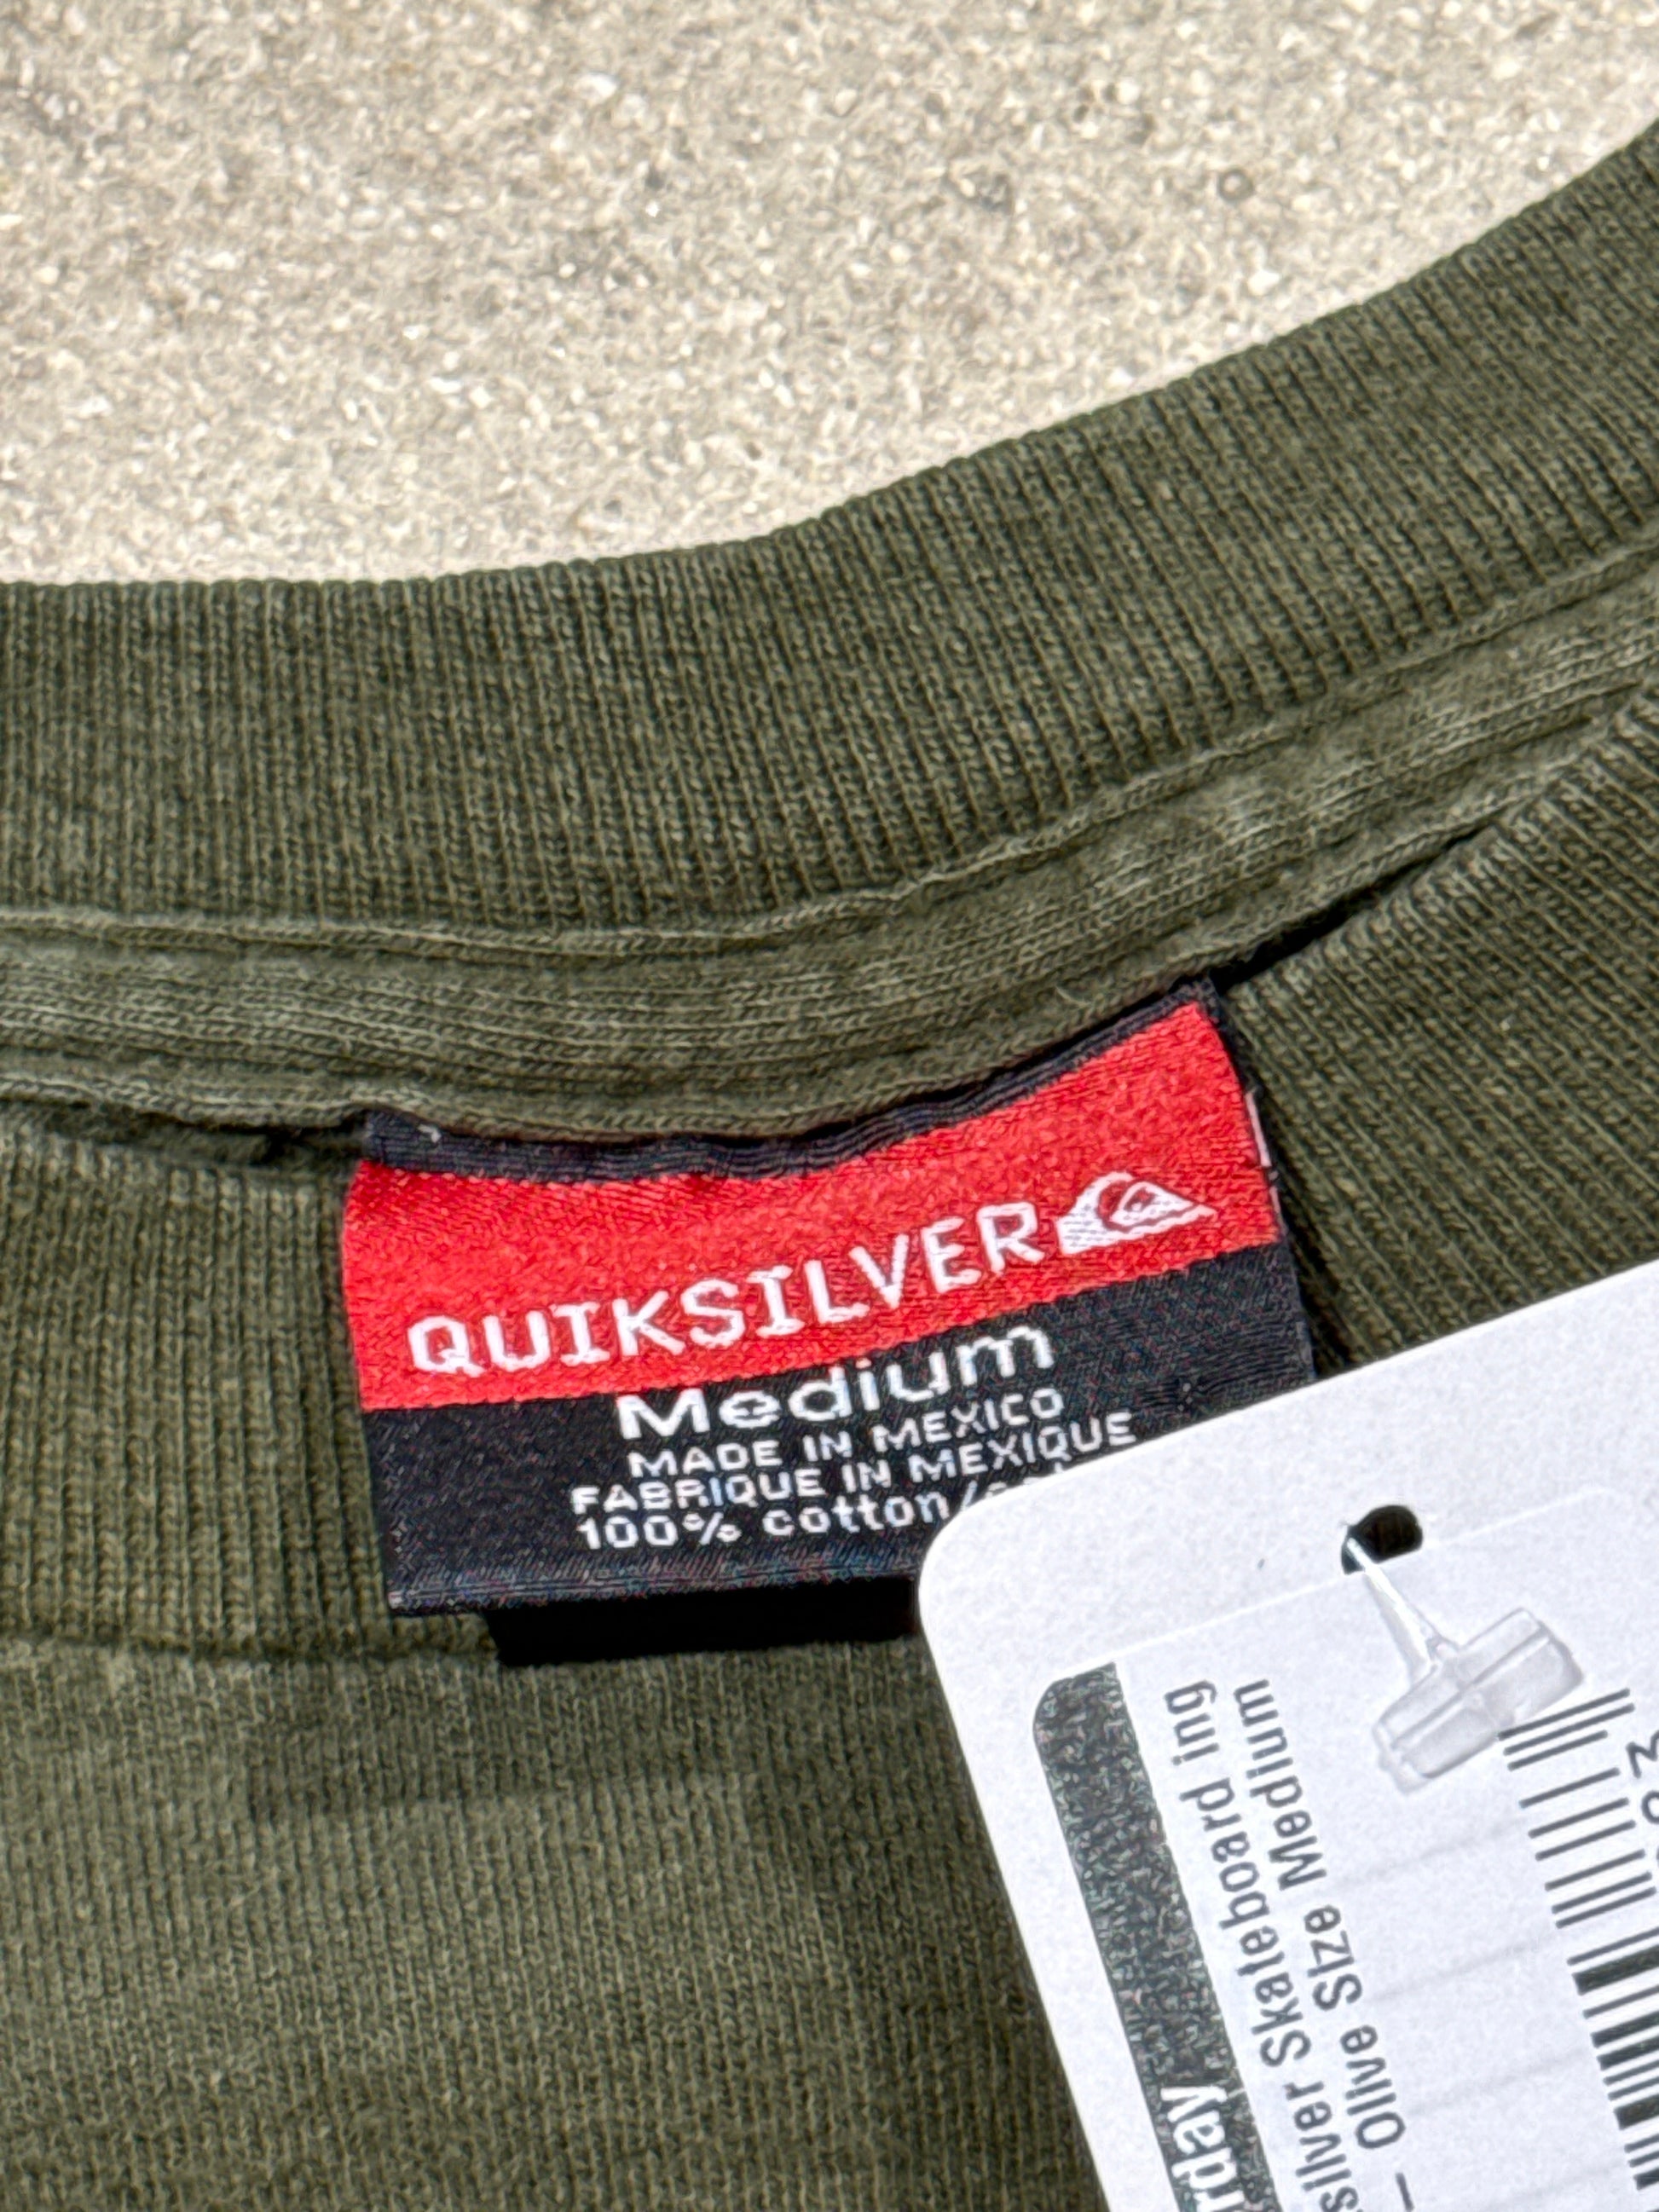 QUIKSILVER
Medium
MADE IN MEXICO
FABRIQUE IN MEXIQUE
100% cotton/
rday
silver Skateboard ing
– Olive Size Medium